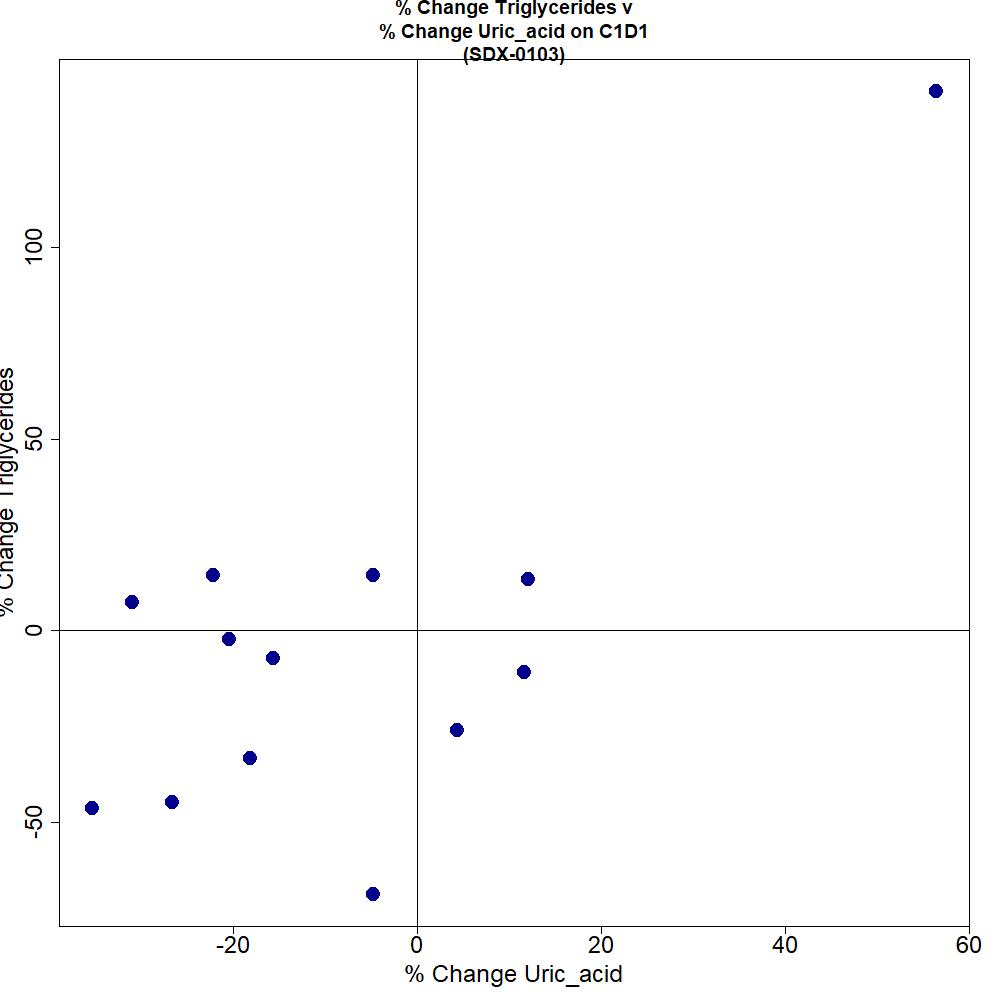 % Change Triglycerides v
% Change Uric_acid on C1D1
(SDX-0103)
% Change Triglycerides
100
50
0
-50
-20
0
20
40
60
% Change Uric_acid